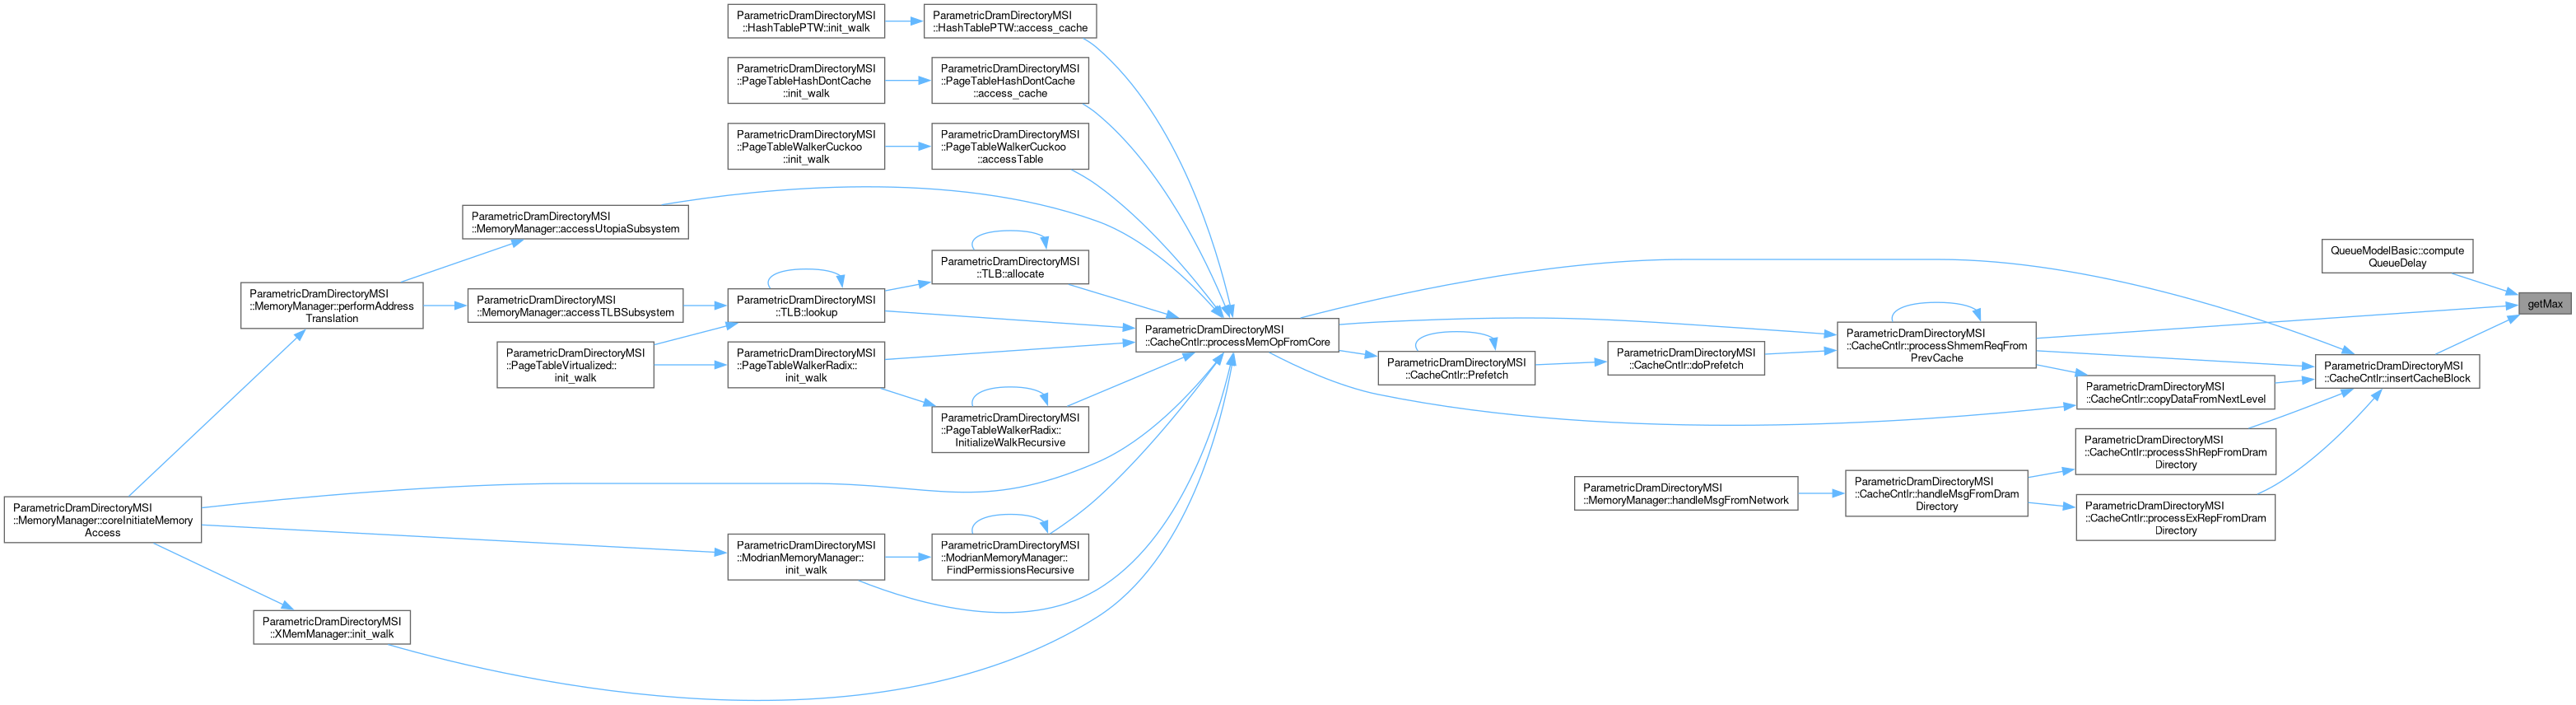 ParametricDramDirectoryMSI
::HashTablePTW::init_walk
ParametricDramDirectoryMSI
::HashTablePTW::access_cache
ParametricDramDirectoryMSI
::PageTableHashDontCache
::init_walk
ParametricDramDirectoryMSI
::PageTableHashDontCache
::access_cache
ParametricDramDirectoryMSI
::PageTableWalkerCuckoo
::init_walk
ParametricDramDirectoryMSI
::PageTableWalkerCuckoo
::accessTable
ParametricDramDirectoryMSI
::MemoryManager::accessUtopiaSubsystem
ParametricDramDirectoryMSI
::TLB::allocate
QueueModelBasic::compute
QueueDelay
ParametricDramDirectoryMSI
::MemoryManager::performAddress
Translation
ParametricDramDirectoryMSI
::MemoryManager::accessTLBSubsystem
ParametricDramDirectoryMSI
::TLB::lookup
getMax
ParametricDramDirectoryMSI
::CacheCntlr::processMemOpFromCore
ParametricDramDirectoryMSI
::CacheCntlr::processShmemReqFrom
PrevCache
ParametricDramDirectoryMSI
::PageTableVirtualized::
init_walk
ParametricDramDirectoryMSI
::PageTableWalkerRadix::
init_walk
ParametricDramDirectoryMSI
::CacheCntlr::Prefetch
ParametricDramDirectoryMSI
::CacheCntlr::doPrefetch
ParametricDramDirectoryMSI
::CacheCntlr::insertCacheBlock
ParametricDramDirectoryMSI
::CacheCntlr::copyDataFromNextLevel
ParametricDramDirectoryMSI
::PageTableWalkerRadix::
InitializeWalkRecursive
ParametricDramDirectoryMSI
::CacheCntlr::processShRepFromDram
Directory
ParametricDramDirectoryMSI
::MemoryManager::handleMsgFromNetwork
ParametricDramDirectoryMSI
::CacheCntlr::handleMsgFromDram
Directory
ParametricDramDirectoryMSI
::CacheCntlr::processExRepFromDram
Directory
ParametricDramDirectoryMSI
::MemoryManager::coreInitiateMemory
Access
ParametricDramDirectoryMSI
::ModrianMemoryManager::
init_walk
ParametricDramDirectoryMSI
::ModrianMemoryManager::
FindPermissionsRecursive
ParametricDramDirectoryMSI
::XMemManager::init_walk